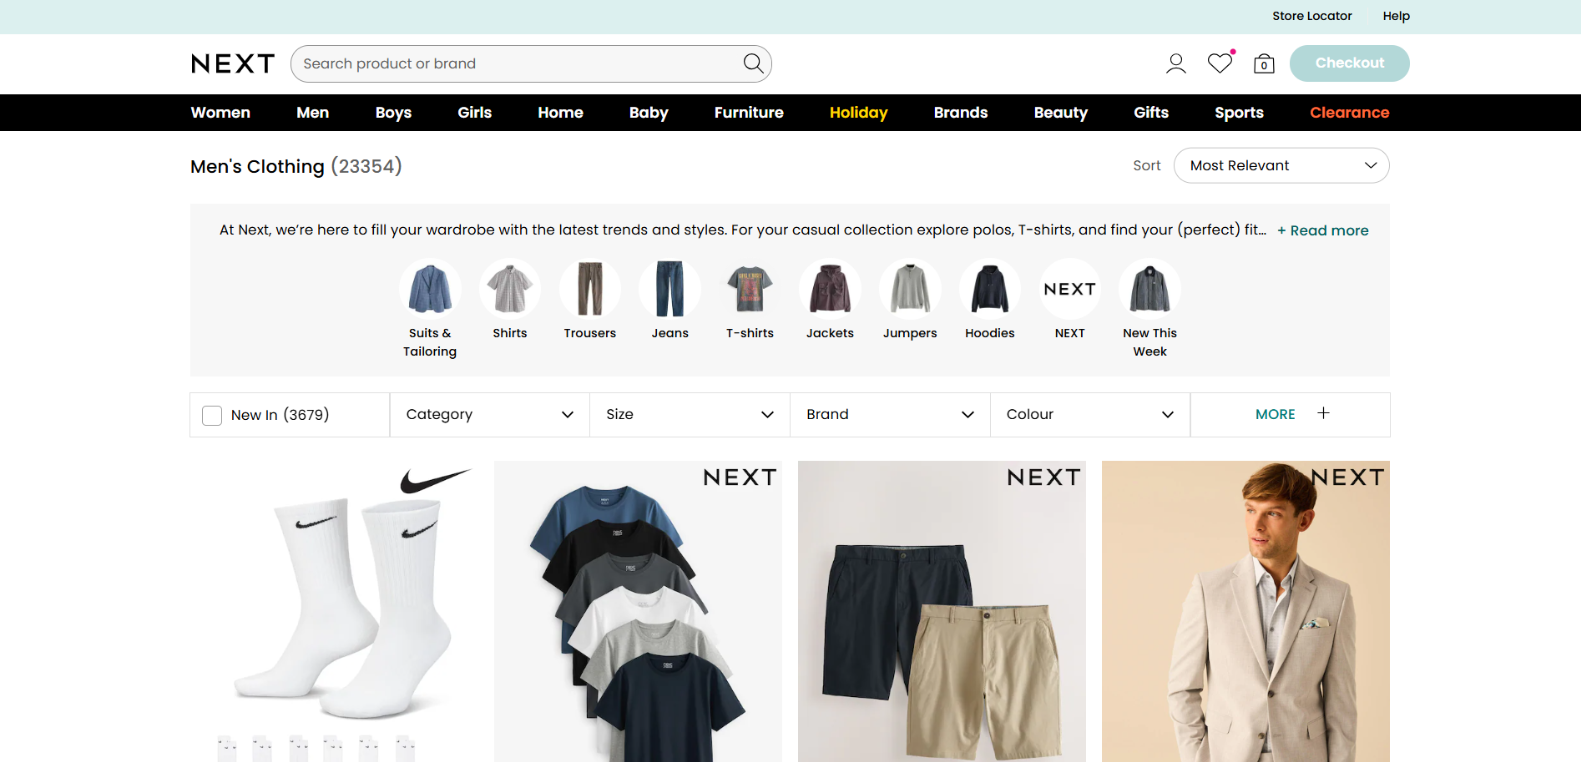 Store Locator Help
NEXT Search product or brand 0 Checkout
Women Men Boys Girls Home Baby Furniture Holiday Brands Beauty Gifts Sports Clearance
Men's Clothing (23354) Sort Most Relevant
At Next, we’re here to fill your wardrobe with the latest trends and styles. For your casual collection explore polos, T-shirts, and find your (perfect) fit... + Read more
NEXT
Suits & Tailoring
Shirts
Trousers
Jeans
T-shirts
Jackets
Jumpers
Hoodies
NEXT
New This Week
New In (3679) Category Size Brand Colour MORE +
NEXT NEXT NEXT